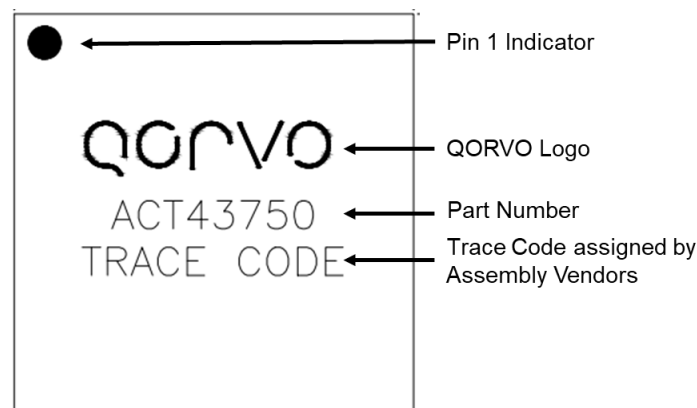 Pin 1 Indicator
QORVO
QORVO Logo
ACT43750
Part Number
TRACE CODE
Trace Code assigned by
Assembly Vendors